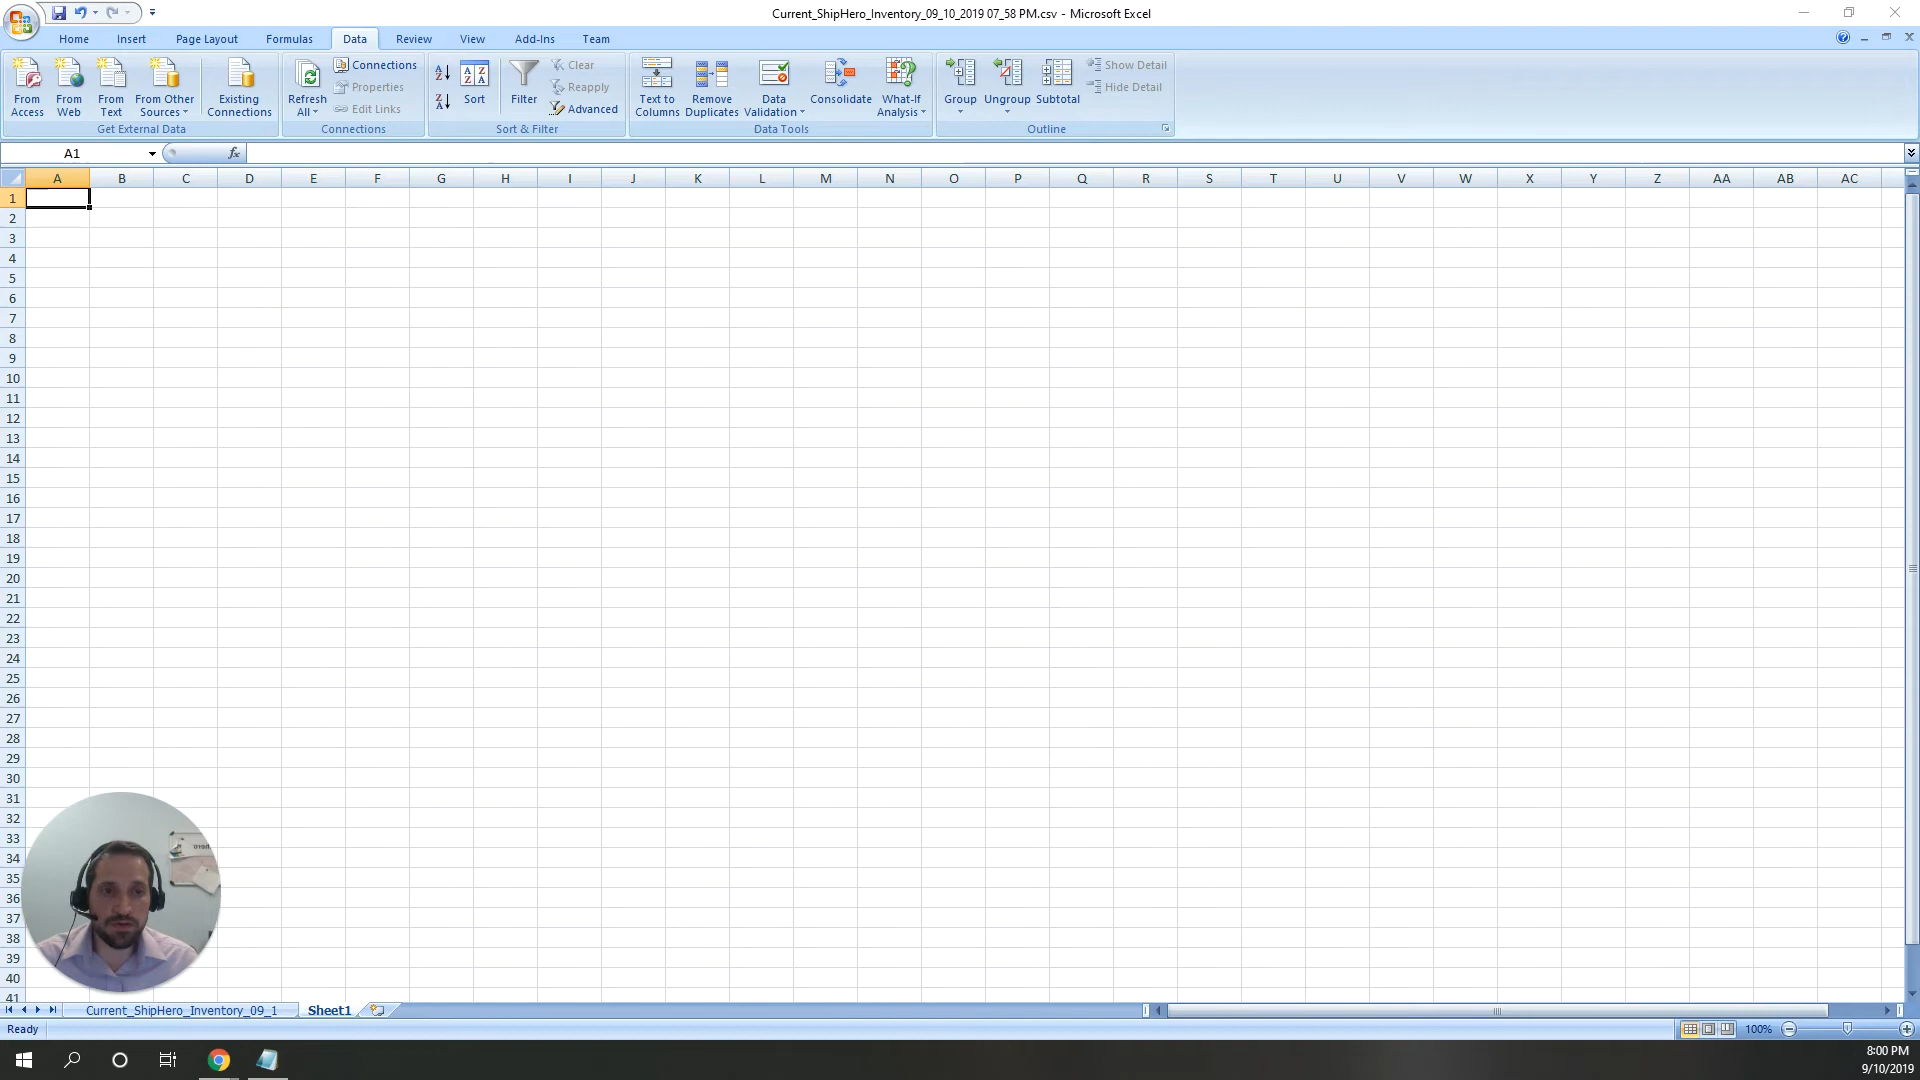 Current_ShipHero_Inventory_09_10_2019 07_58 PM.csv - Microsoft Excel
Home Insert Page Layout Formulas Data Review View Add-Ins Team
From Access
From Web
From Text
From Other Sources
Existing Connections
Get External Data
Refresh All
Connections
Properties
Edit Links
Connections
Sort
Filter
Clear
Reapply
Advanced
Sort & Filter
Text to Columns
Remove Duplicates
Data Validation
Consolidate
What-If Analysis
Data Tools
Group
Ungroup
Subtotal
Show Detail
Hide Detail
Outline
A1 fx
A B C D E F G H I J K L M N O P Q R S T U V W X Y Z AA AB AC
1
2
3
4
5
6
7
8
9
10
11
12
13
14
15
16
17
18
19
20
21
22
23
24
25
26
27
28
29
30
31
32
33
34
35
36
37
38
39
40
41
Current_ShipHero_Inventory_09_1 Sheet1
Ready 100%
8:00 PM
9/10/2019